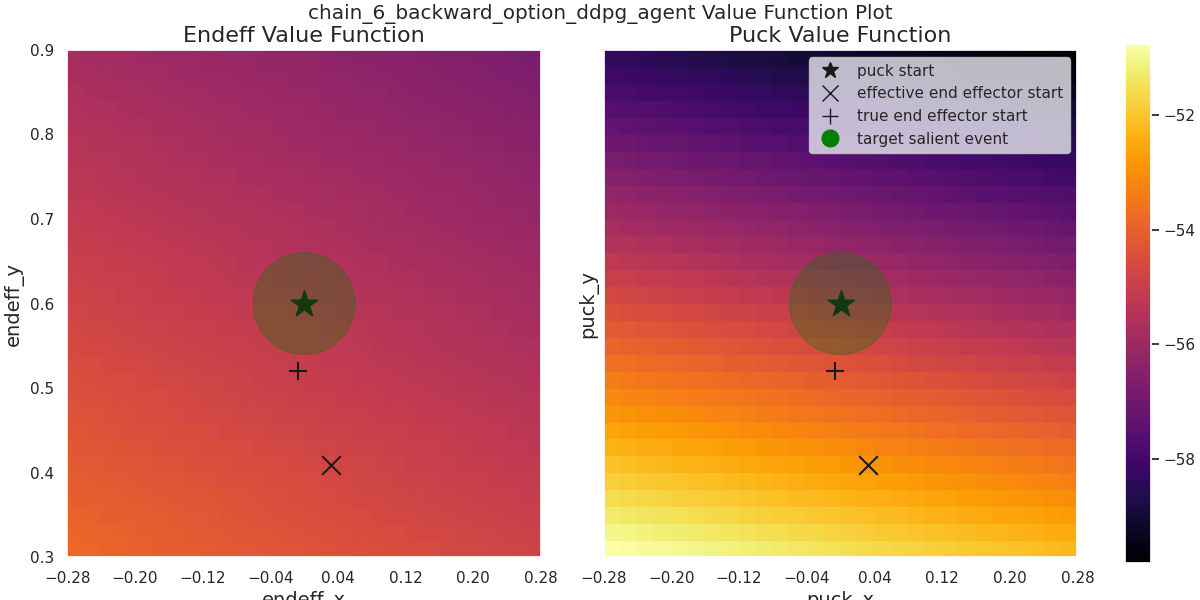 chain_6_backward_option_ddpg_agent Value Function Plot
Endeff Value Function
0.9
0.8
0.7
0.6
0.5
0.4
0.3
endeff_y
−0.28
−0.20
−0.12
−0.04
0.04
0.12
0.20
0.28
endeff_x
Puck Value Function
puck start
effective end effector start
true end effector start
target salient event
puck_y
−0.28
−0.20
−0.12
−0.04
0.04
0.12
0.20
0.28
puck_x
−52
−54
−56
−58